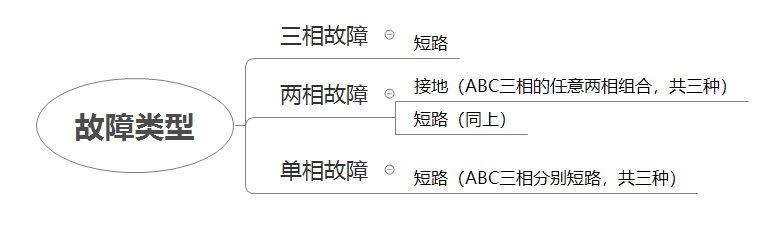 故障类型
三相故障
短路
两相故障
接地（ABC三相的任意两相组合，共三种）
短路（同上）
单相故障
短路（ABC三相分别短路，共三种）